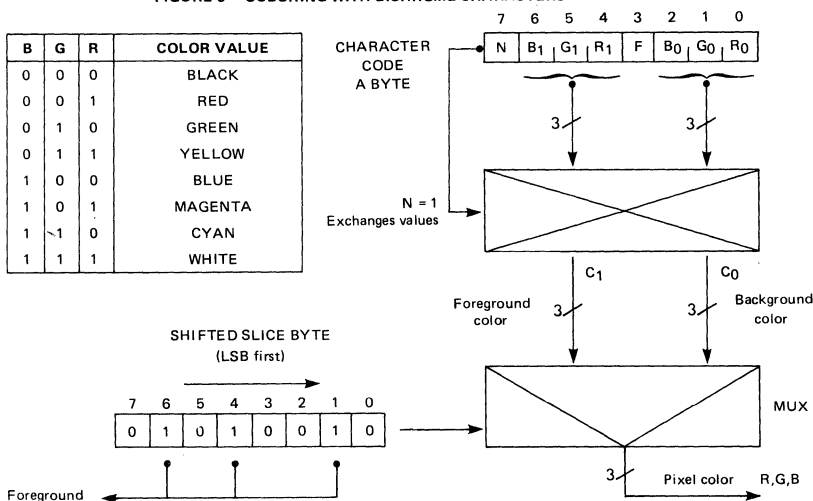 B G R COLOR VALUE
0 0 0 BLACK
0 0 1 RED
0 1 0 GREEN
0 1 1 YELLOW
1 0 0 BLUE
1 0 1 MAGENTA
1 1 0 CYAN
1 1 1 WHITE
CHARACTER
CODE
A BYTE
7 6 5 4 3 2 1 0
N B1 G1 R1 F B0 G0 R0
3 3
N = 1
Exchanges values
C1 C0
Foreground
color
3 3
Background
color
SHIFTED SLICE BYTE
(LSB first)
7 6 5 4 3 2 1 0
0 1 0 1 0 0 1 0
MUX
3
Pixel color R,G,B
Foreground